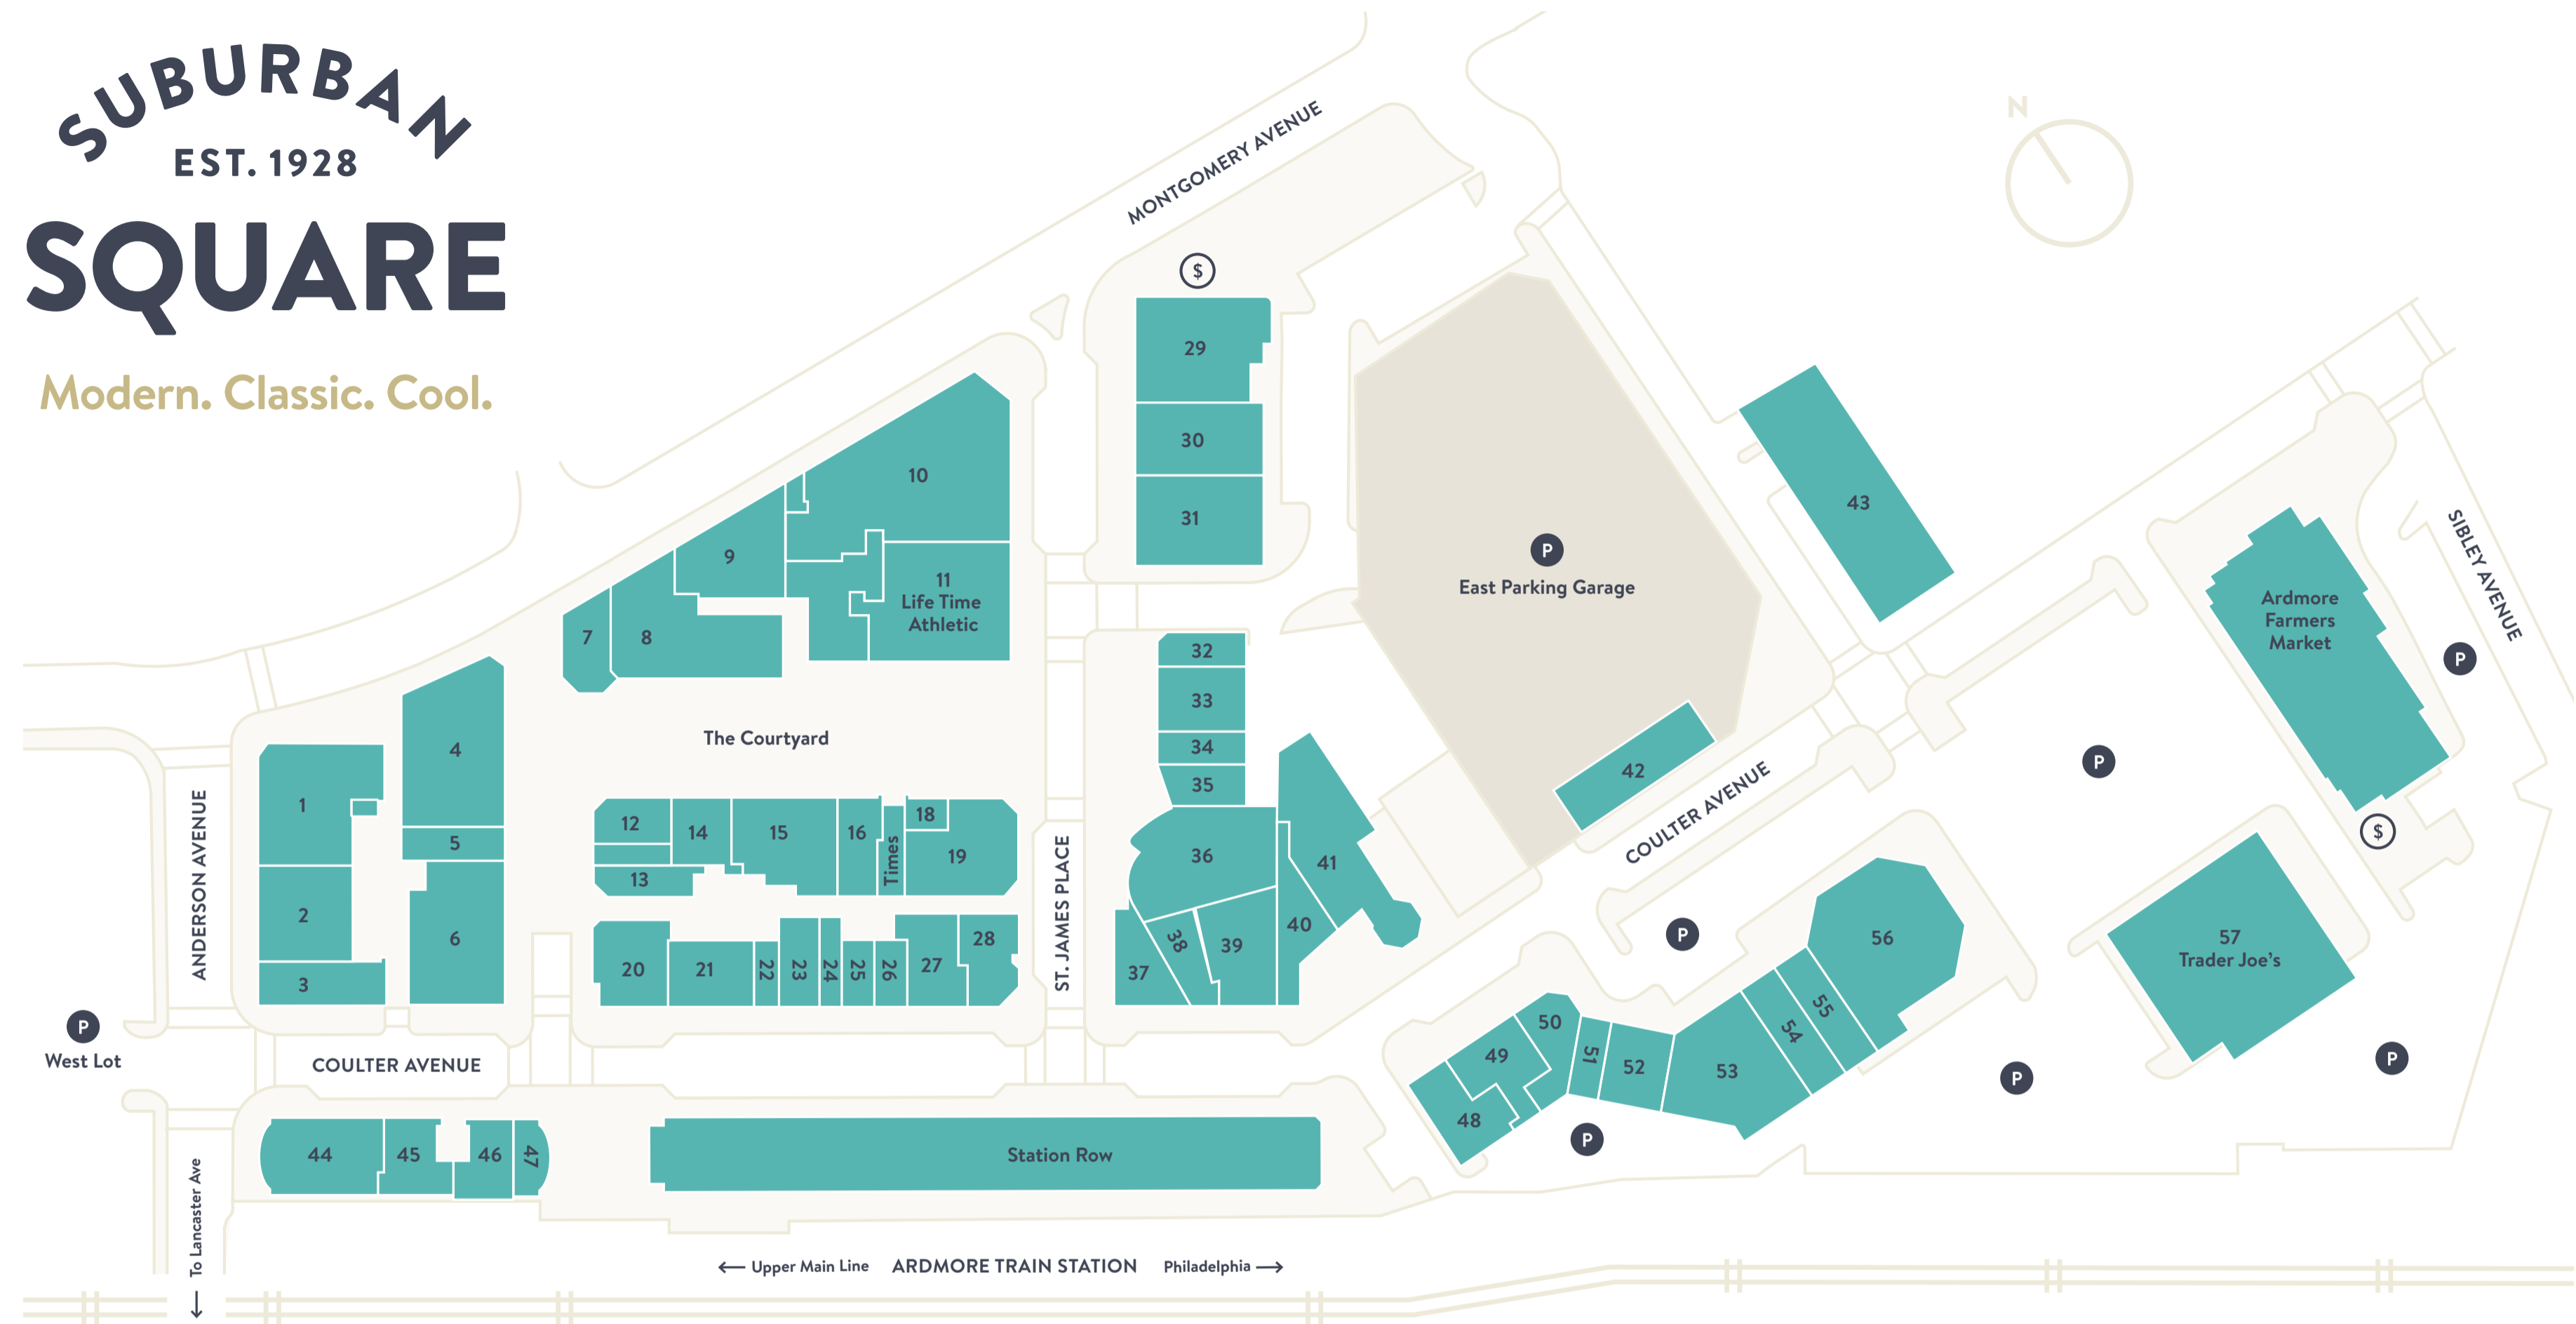 SUBURBAN
EST. 1928
SQUARE
Modern. Classic. Cool.
N
MONTGOMERY AVENUE
$
29
30
31
10
9
11
Life Time
Athletic
7
8
The Courtyard
P
East Parking Garage
43
SIBLEY AVENUE
Ardmore
Farmers
Market
P
P
$
ANDERSON AVENUE
1
2
3
4
5
6
12
13
14
15
16
Times
18
19
20
21
22
23
24
25
26
27
28
ST. JAMES PLACE
32
33
34
35
36
37
38
39
40
41
42
COULTER AVENUE
P
56
57
Trader Joe's
P
West Lot
COULTER AVENUE
50
49
48
51
52
53
54
55
P
P
P
44
45
46
47
Station Row
To Lancaster Ave
←
← Upper Main Line ARDMORE TRAIN STATION Philadelphia →